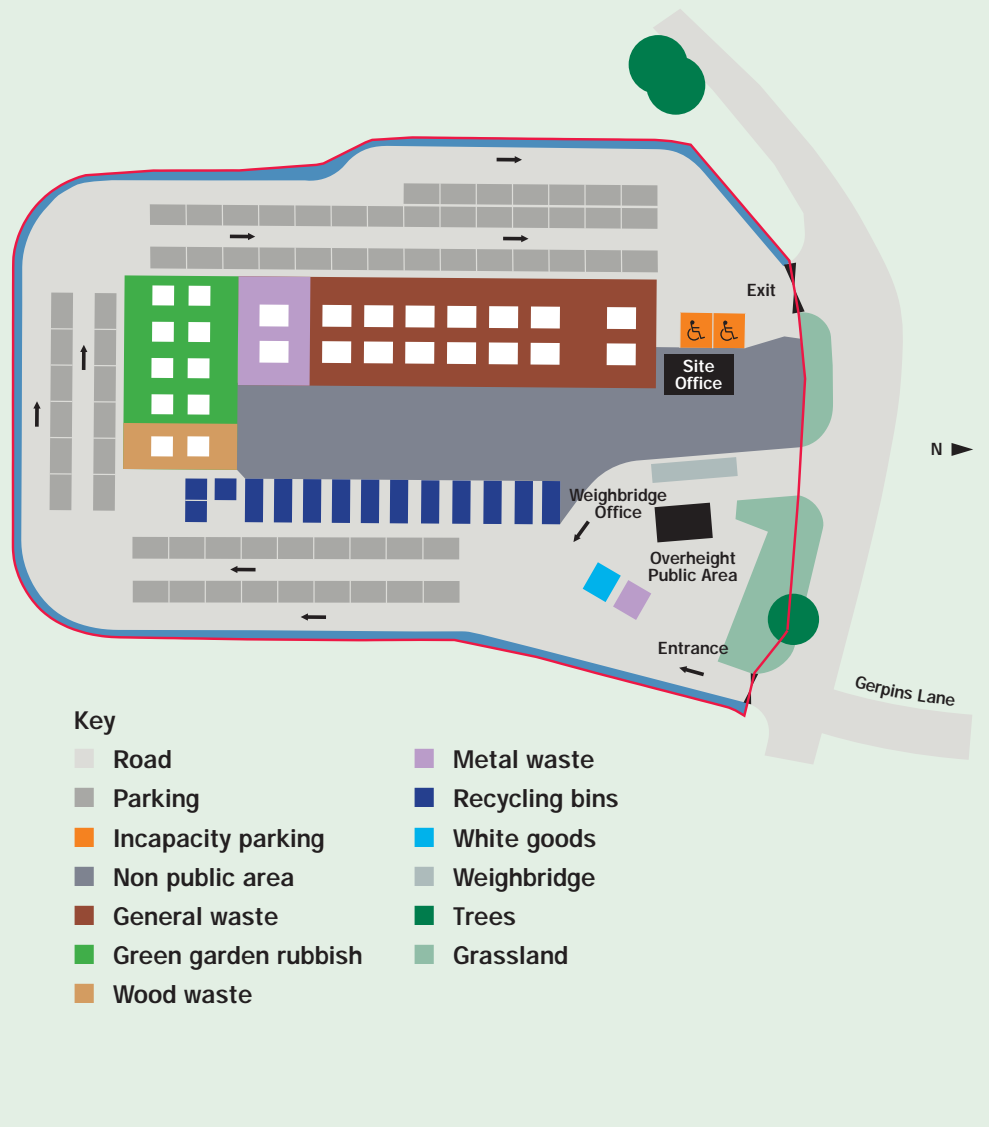 Exit
Site
Office
N
Weighbridge
Office
Overheight
Public Area
Entrance
Gerpins Lane
Key
Road
Parking
Incapacity parking
Non public area
General waste
Green garden rubbish
Wood waste
Metal waste
Recycling bins
White goods
Weighbridge
Trees
Grassland